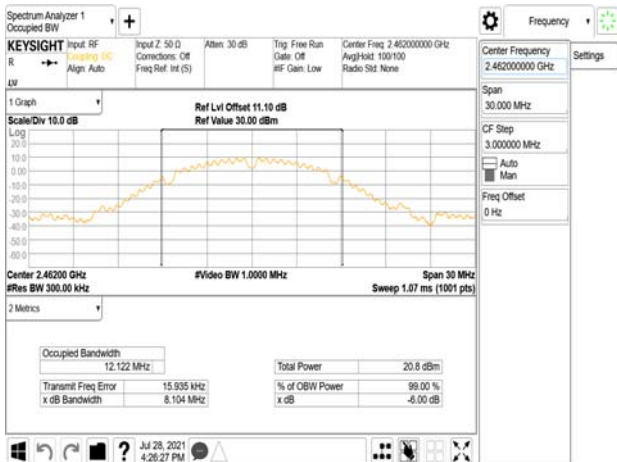 Spectrum Analyzer 1
Occupied BW
Frequency
KEYSIGHT
R
Input: RF
Coupling: DC
Align: Auto
Input Z: 50 Ω
Corrections: Off
Freq Ref: Int (S)
Atten: 30 dB
Trig: Free Run
Gate: Off
#IF Gain: Low
Center Freq: 2.462000000 GHz
Avg|Hold: 100/100
Radio Std: None
Center Frequency
2.462000000 GHz
Settings
Span
30.000 MHz
CF Step
3.000000 MHz
Auto
Man
Freq Offset
0 Hz
1 Graph
Scale/Div 10.0 dB
Ref Lvl Offset 11.10 dB
Ref Value 30.00 dBm
Log
20.0
10.0
0.00
-10.0
-20.0
-30.0
-40.0
-50.0
-60.0
Center 2.46200 GHz
#Res BW 300.00 kHz
#Video BW 1.0000 MHz
Span 30 MHz
Sweep 1.07 ms (1001 pts)
2 Metrics
Occupied Bandwidth
12.122 MHz
Total Power 20.8 dBm
Transmit Freq Error 15.935 kHz
% of OBW Power 99.00 %
x dB Bandwidth 8.104 MHz
x dB -6.00 dB
?
Jul 28, 2021
4:26:27 PM